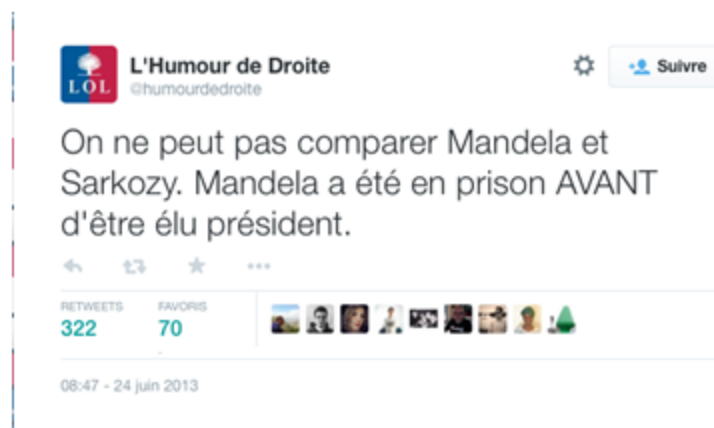 L'Humour de Droite
@humourdedroite
LOL
Suivre
On ne peut pas comparer Mandela et
Sarkozy. Mandela a été en prison AVANT
d'être élu président.
RETWEETS
FAVORIS
322
70
08:47 - 24 juin 2013